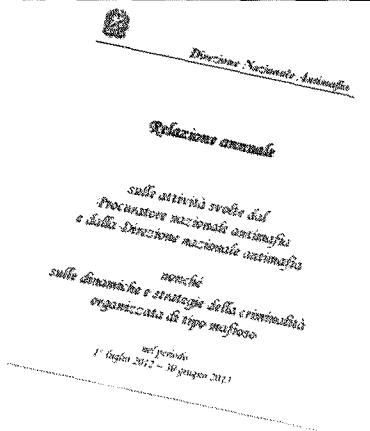 Direzione Nazionale Antimafia
Relazione annuale
sulle attività svolte dal
Procuratore nazionale antimafia
e dalla Direzione nazionale antimafia
nonché
sulle dinamiche e strategie della criminalità
organizzata di tipo mafioso
nel periodo
1° luglio 2012 – 30 giugno 2013